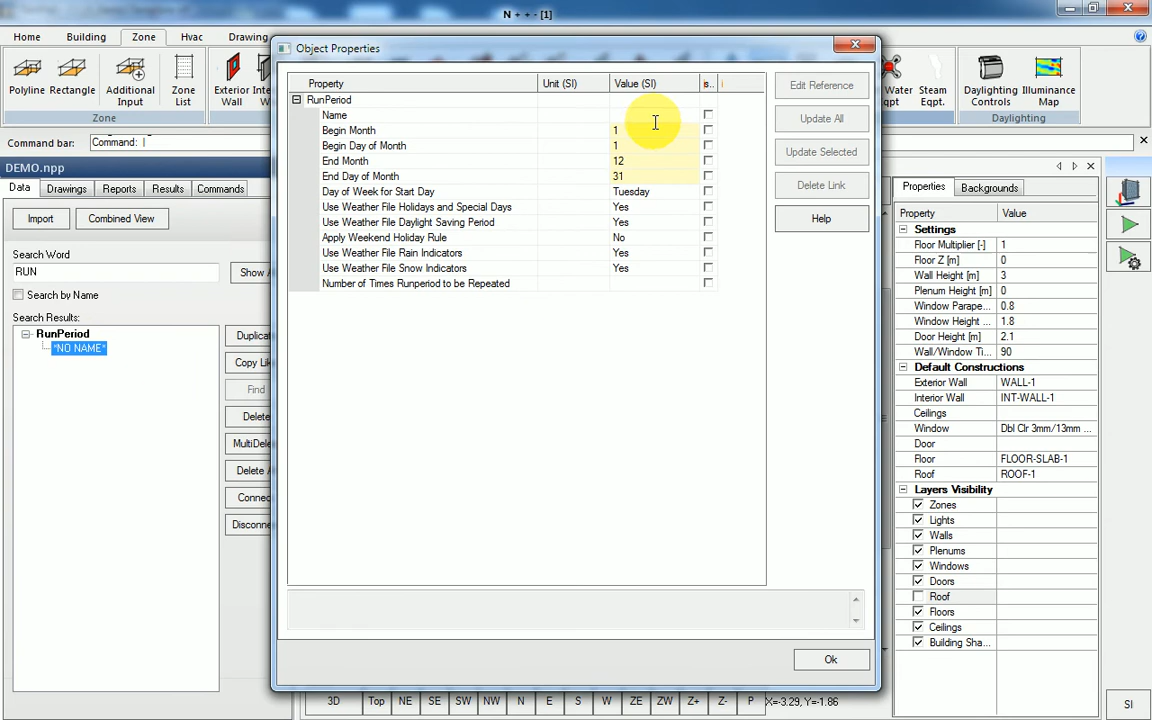 N + + - [1]
Home
Building
Zone
Hvac
Drawing
Polyline
Rectangle
Additional Input
Zone List
Exterior Wall
Water
Steam Eqpt.
Daylighting Controls
Illuminance Map
Zone
Daylighting
Command bar:
Command: |
DEMO.npp
Data
Drawings
Reports
Results
Commands
Import
Combined View
Search Word
RUN
Show
Search by Name
Search Results:
RunPeriod
*NO NAME*
Duplica
Copy Li
Find
Delete
MultiDele
Delete
Connec
Disconne
Object Properties
Property
Unit (SI)
Value (SI)
RunPeriod
Name
Begin Month 1
Begin Day of Month 1
End Month 12
End Day of Month 31
Day of Week for Start Day Tuesday
Use Weather File Holidays and Special Days Yes
Use Weather File Daylight Saving Period Yes
Apply Weekend Holiday Rule No
Use Weather File Rain Indicators Yes
Use Weather File Snow Indicators Yes
Number of Times Runperiod to be Repeated
Edit Reference
Update All
Update Selected
Delete Link
Help
Ok
Properties
Backgrounds
Property Value
Settings
Floor Multiplier [-] 1
Floor Z [m] 0
Wall Height [m] 3
Plenum Height [m] 0
Window Parape... 0.8
Window Height ... 1.8
Door Height [m] 2.1
Wall/Window Ti... 90
Default Constructions
Exterior Wall WALL-1
Interior Wall INT-WALL-1
Ceilings
Window Dbl Clr 3mm/13mm ...
Door
Floor FLOOR-SLAB-1
Roof ROOF-1
Layers Visibility
Zones
Lights
Walls
Plenums
Windows
Doors
Roof
Floors
Ceilings
Building Sha...
3D Top NE SE SW NW N E S W ZE ZW Z+ Z- P X=-3.29, Y=-1.86
SI